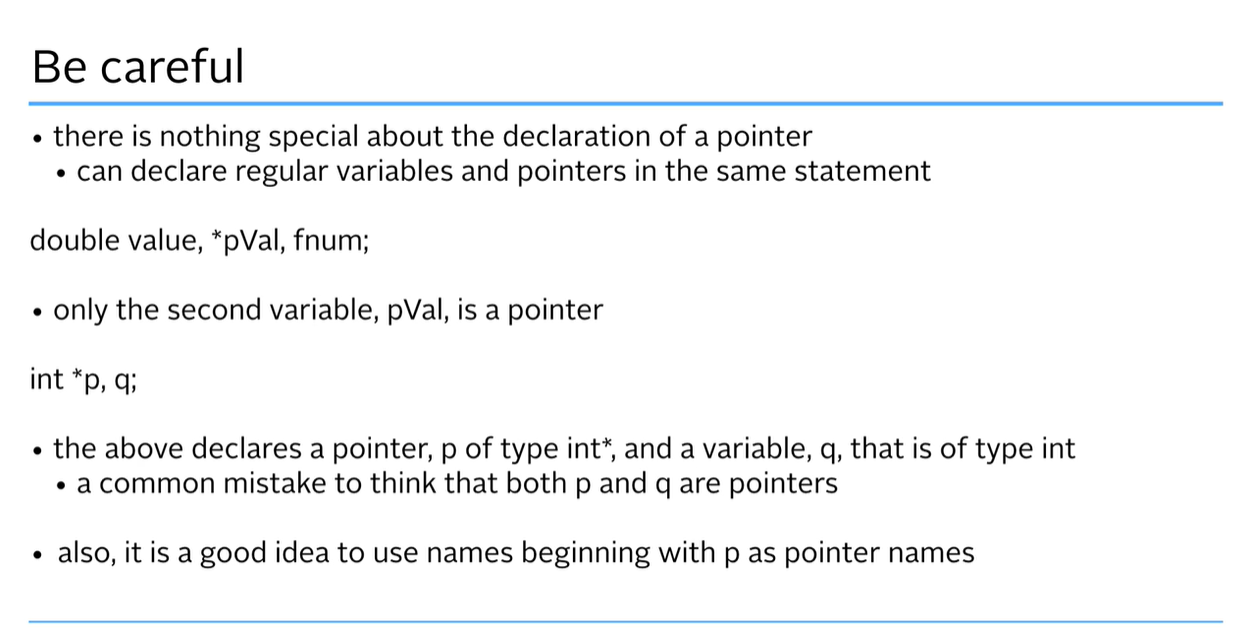 Be careful
• there is nothing special about the declaration of a pointer
• can declare regular variables and pointers in the same statement
double value, *pVal, fnum;
• only the second variable, pVal, is a pointer
int *p, q;
• the above declares a pointer, p of type int*, and a variable, q, that is of type int
• a common mistake to think that both p and q are pointers
• also, it is a good idea to use names beginning with p as pointer names